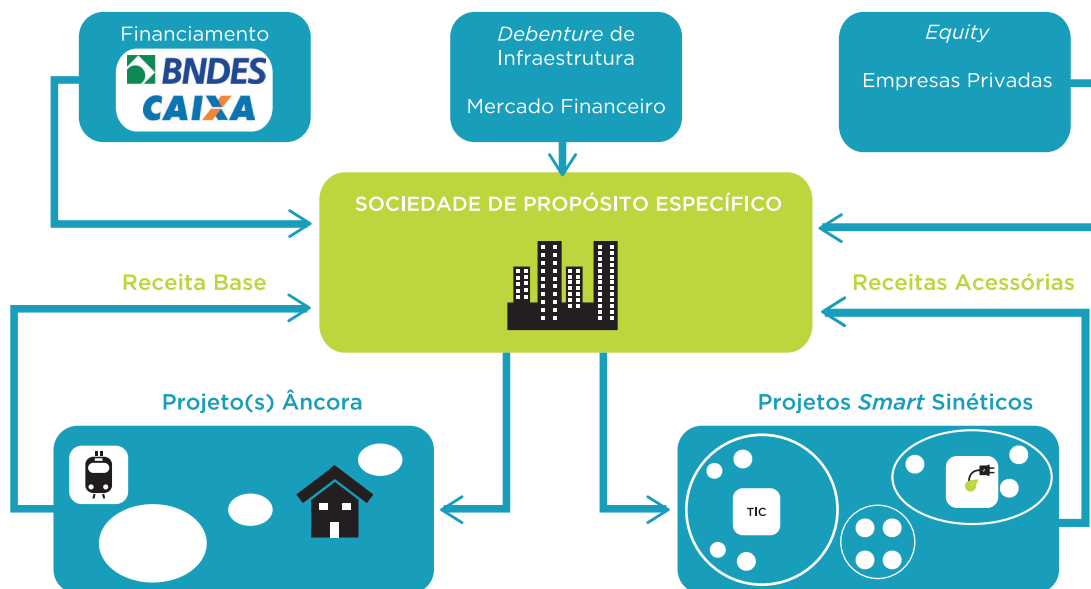 Financiamento
BNDES
CAIXA
Debenture de
Infraestrutura
Mercado Financeiro
Equity
Empresas Privadas
SOCIEDADE DE PROPÓSITO ESPECÍFICO
Receita Base
Receitas Acessórias
Projeto(s) Âncora
Projetos Smart Sinéticos
TIC